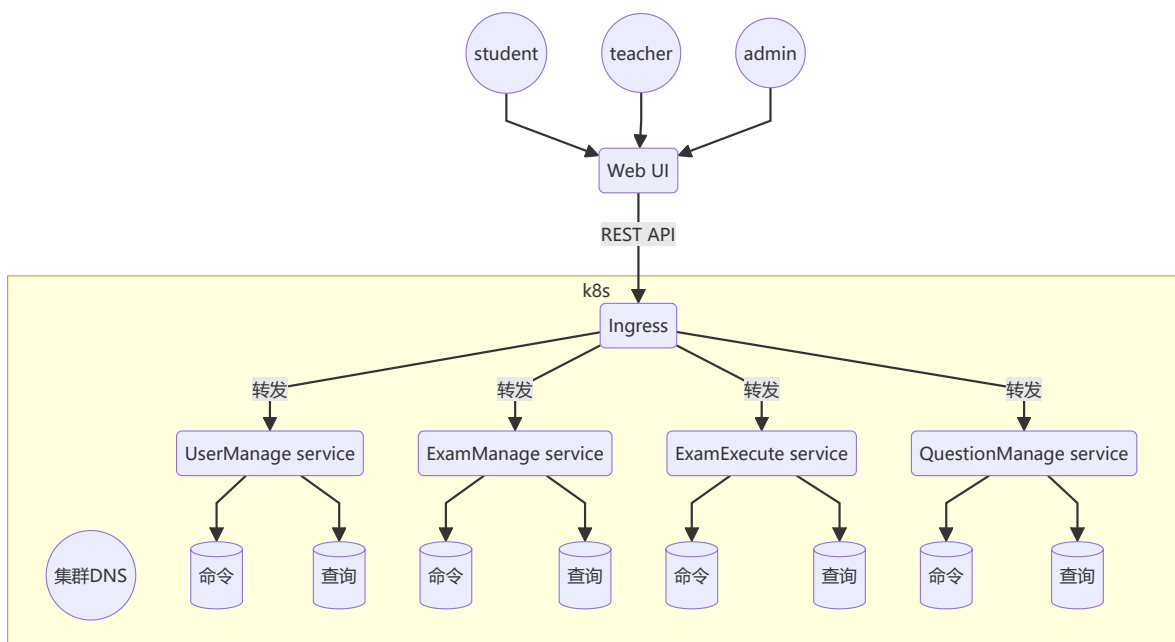 student
teacher
admin
Web UI
REST API
k8s
Ingress
转发
转发
转发
转发
UserManage service
ExamManage service
ExamExecute service
QuestionManage service
集群DNS
命令
查询
命令
查询
命令
查询
命令
查询